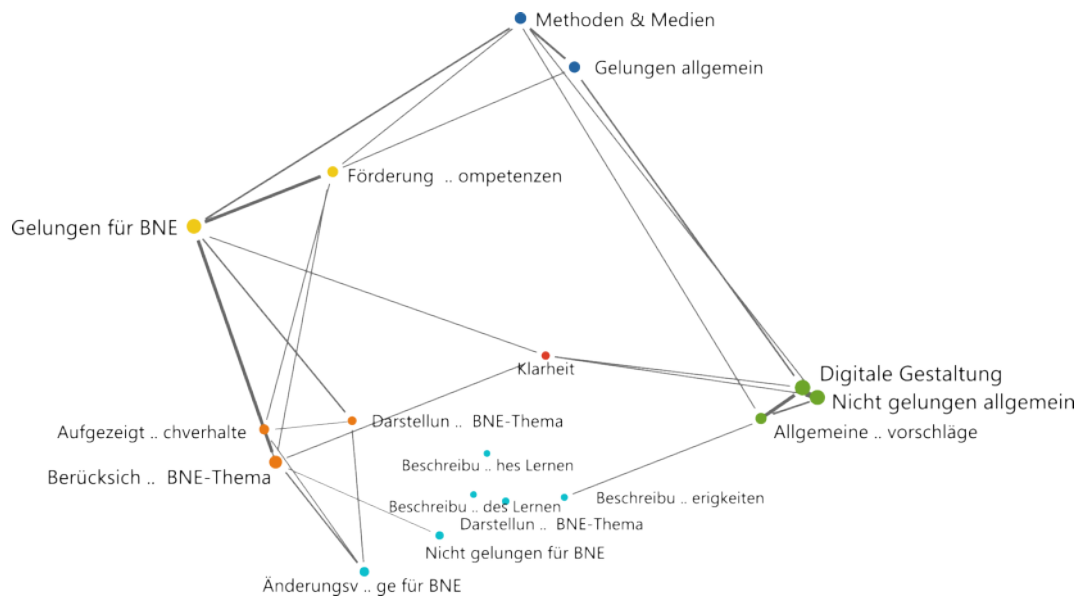 Methoden & Medien
Gelungen allgemein
Förderung .. ompetenzen
Gelungen für BNE
Klarheit
Digitale Gestaltung
Nicht gelungen allgemein
Darstellun .. BNE-Thema
Aufgezeigt .. chverhalte
Allgemeine .. vorschläge
Beschreibu .. hes Lernen
Berücksich .. BNE-Thema
Beschreibu .. erigkeiten
Beschreibu .. des Lernen
Darstellun .. BNE-Thema
Nicht gelungen für BNE
Änderungsv .. ge für BNE